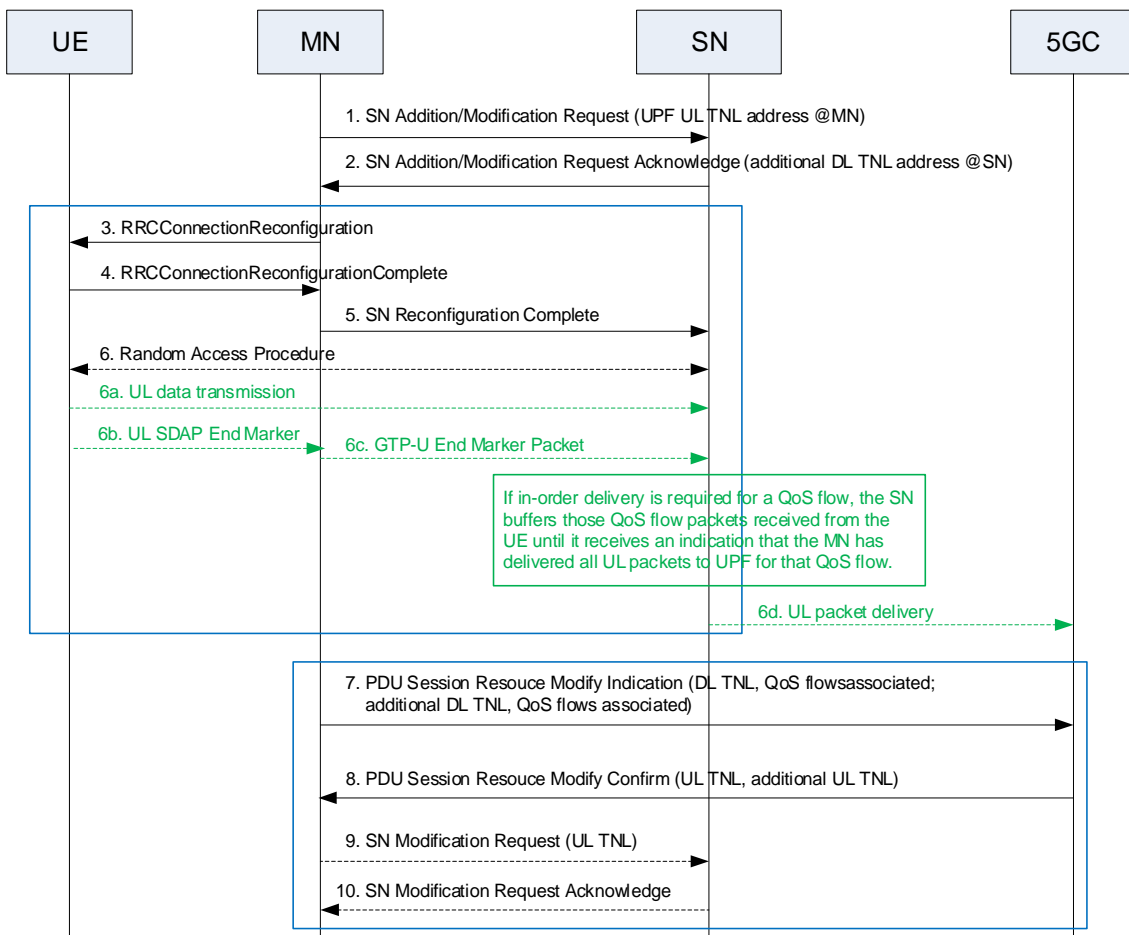 UE
MN
SN
5GC
1. SN Addition/Modification Request (UPF UL TNL address @MN)
2. SN Addition/Modification Request Acknowledge (additional DL TNL address @SN)
3. RRCConnectionReconfiguration
4. RRCConnectionReconfigurationComplete
5. SN Reconfiguration Complete
6. Random Access Procedure
6a. UL data transmission
6b. UL SDAP End Marker
6c. GTP-U End Marker Packet
If in-order delivery is required for a QoS flow, the SN
buffers those QoS flow packets received from the
UE until it receives an indication that the MN has
delivered all UL packets to UPF for that QoS flow.
6d. UL packet delivery
7. PDU Session Resouce Modify Indication (DL TNL, QoS flowsassociated;
additional DL TNL, QoS flows associated)
8. PDU Session Resouce Modify Confirm (UL TNL, additional UL TNL)
9. SN Modification Request (UL TNL)
10. SN Modification Request Acknowledge